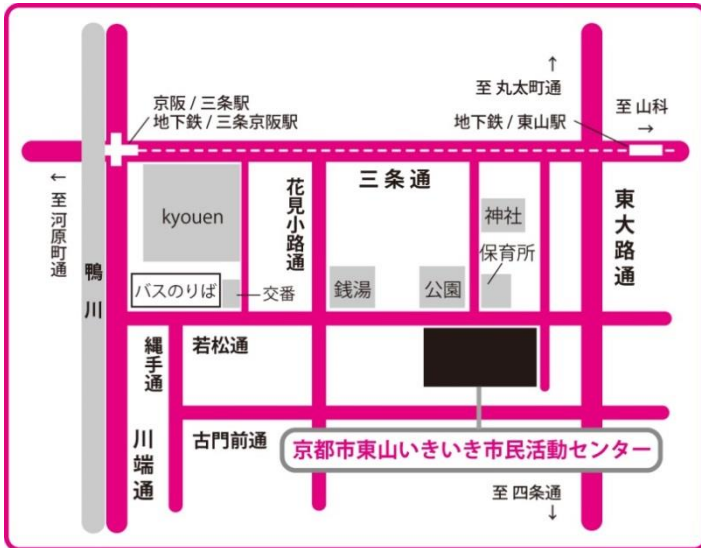 ↑
至 丸太町通
京阪 / 三条駅
地下鉄 / 三条京阪駅
地下鉄 / 東山駅
至 山科
→
三条通
←
至 河原町通
鴨川
kyouen
花見小路通
神社
保育所
東大路通
バスのりば
交番
銭湯
公園
縄手通
若松通
川端通
古門前通
京都市東山いきいき市民活動センター
至 四条通
↓